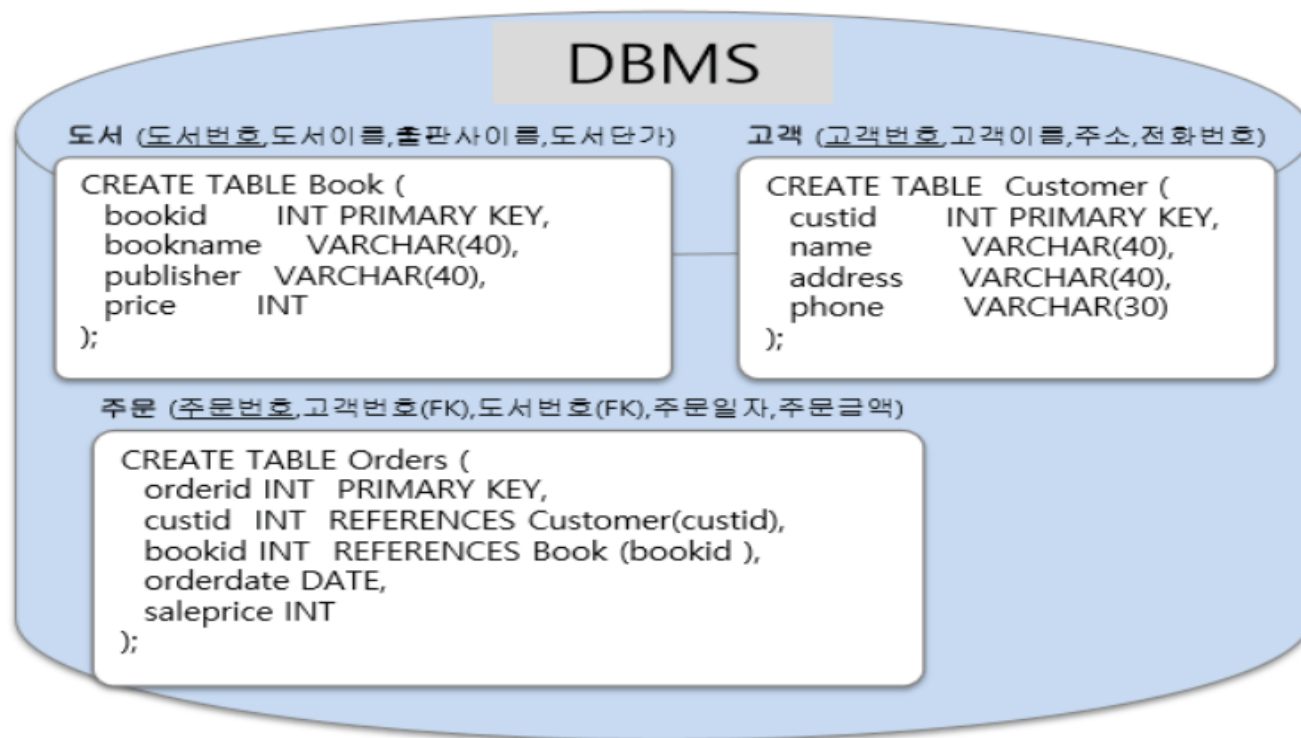 DBMS
도서 (도서번호,도서이름,출판사이름,도서단가)
CREATE TABLE Book (
bookid INT PRIMARY KEY,
bookname VARCHAR(40),
publisher VARCHAR(40),
price INT
);
고객 (고객번호,고객이름,주소,전화번호)
CREATE TABLE Customer (
custid INT PRIMARY KEY,
name VARCHAR(40),
address VARCHAR(40),
phone VARCHAR(30)
);
주문 (주문번호,고객번호(FK),도서번호(FK),주문일자,주문금액)
CREATE TABLE Orders (
orderid INT PRIMARY KEY,
custid INT REFERENCES Customer(custid),
bookid INT REFERENCES Book (bookid ),
orderdate DATE,
saleprice INT
);